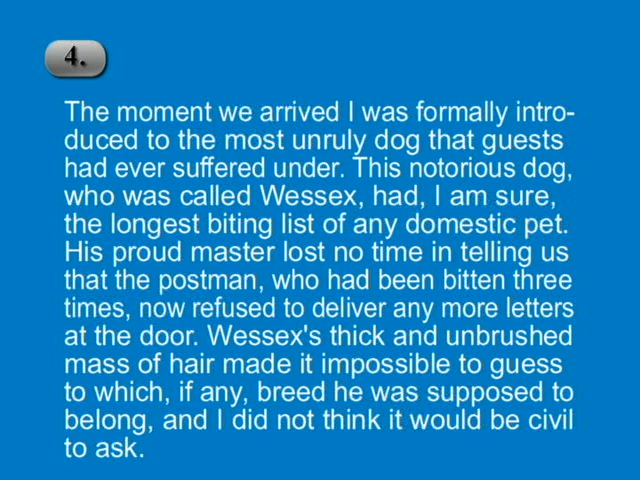 4.
The moment we arrived I was formally intro-
duced to the most unruly dog that guests
had ever suffered under. This notorious dog,
who was called Wessex, had, I am sure,
the longest biting list of any domestic pet.
His proud master lost no time in telling us
that the postman, who had been bitten three
times, now refused to deliver any more letters
at the door. Wessex's thick and unbrushed
mass of hair made it impossible to guess
to which, if any, breed he was supposed to
belong, and I did not think it would be civil
to ask.